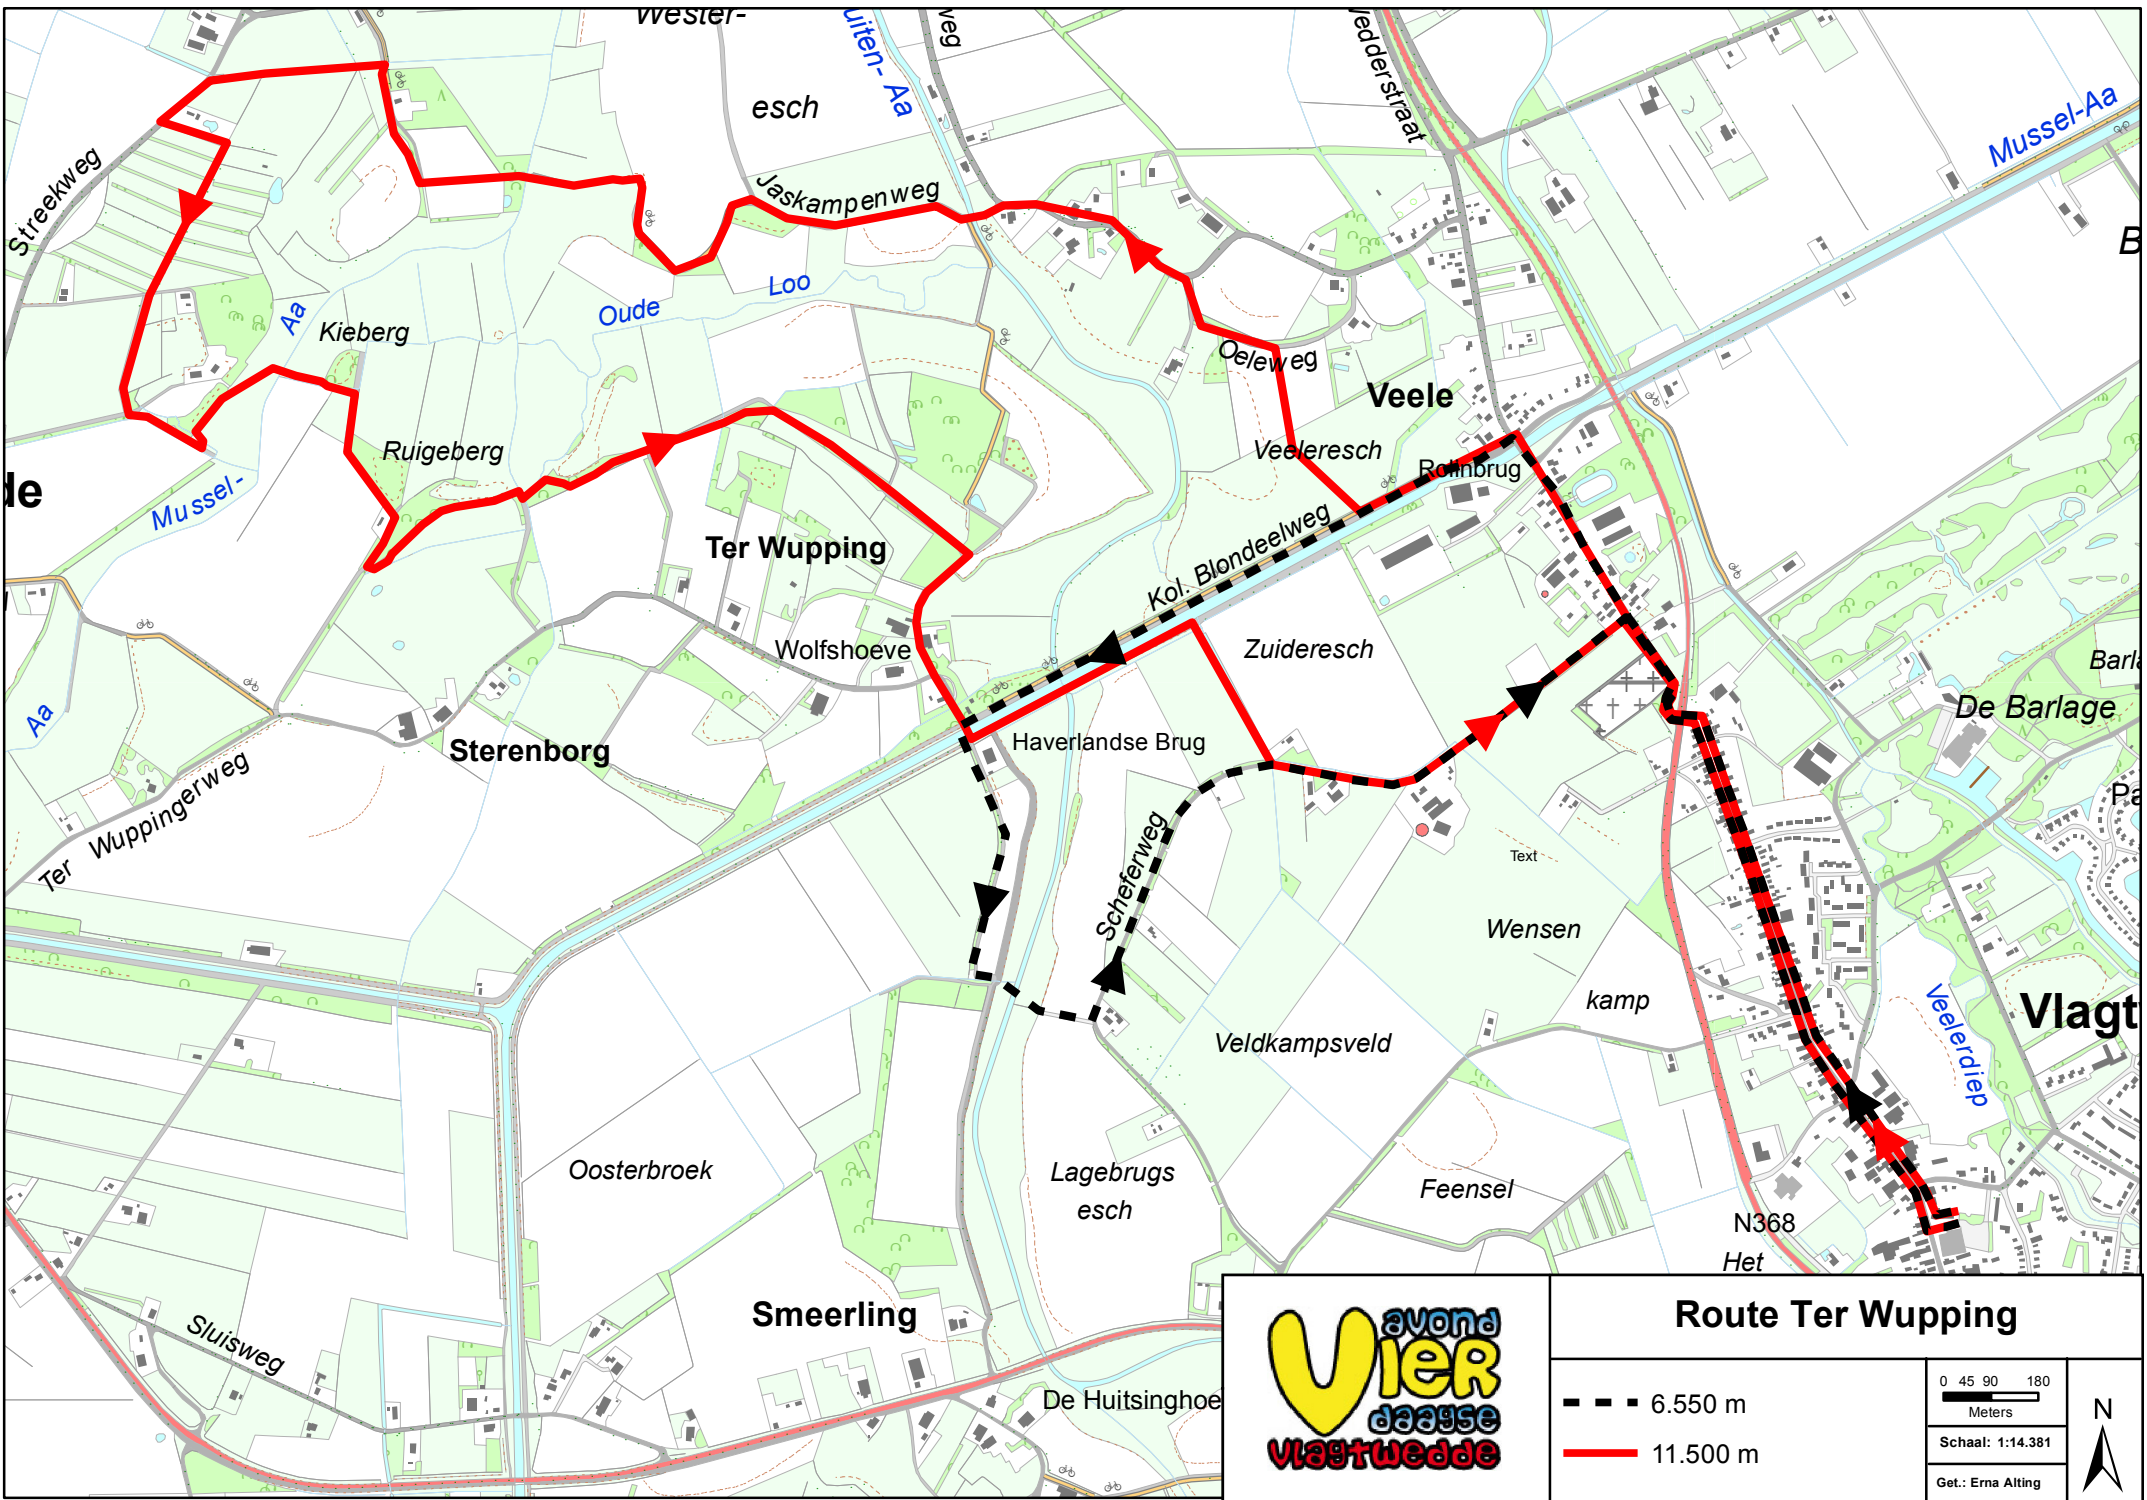 Wester-
esch
uiten- Aa
weg
Wedderstraat
Mussel-Aa
Streekweg
Jaskampenweg
B
Aa
Kieberg
Oude
Loo
Oeleweg
Veele
Ruigeberg
Veeleresch
Rolinbrug
de
Mussel-
Ter Wupping
Kol. Blondeelweg
Wolfshoeve
Zuideresch
Barla
De Barlage
Aa
Sterenborg
Haverlandse Brug
Ter Wuppingerweg
Pa
Scheferweg
Text
Wensen
kamp
Vlagt
Veelerdiep
Veldkampsveld
Oosterbroek
Lagebrugs
esch
Feensel
N368
Het
Smeerling
Sluisweg
De Huitsinghoe
avond
Vier
daagse
Vlagtwedde
Route Ter Wupping
6.550 m
11.500 m
0 45 90 180
Meters
Schaal: 1:14.381
Get.: Erna Alting
N